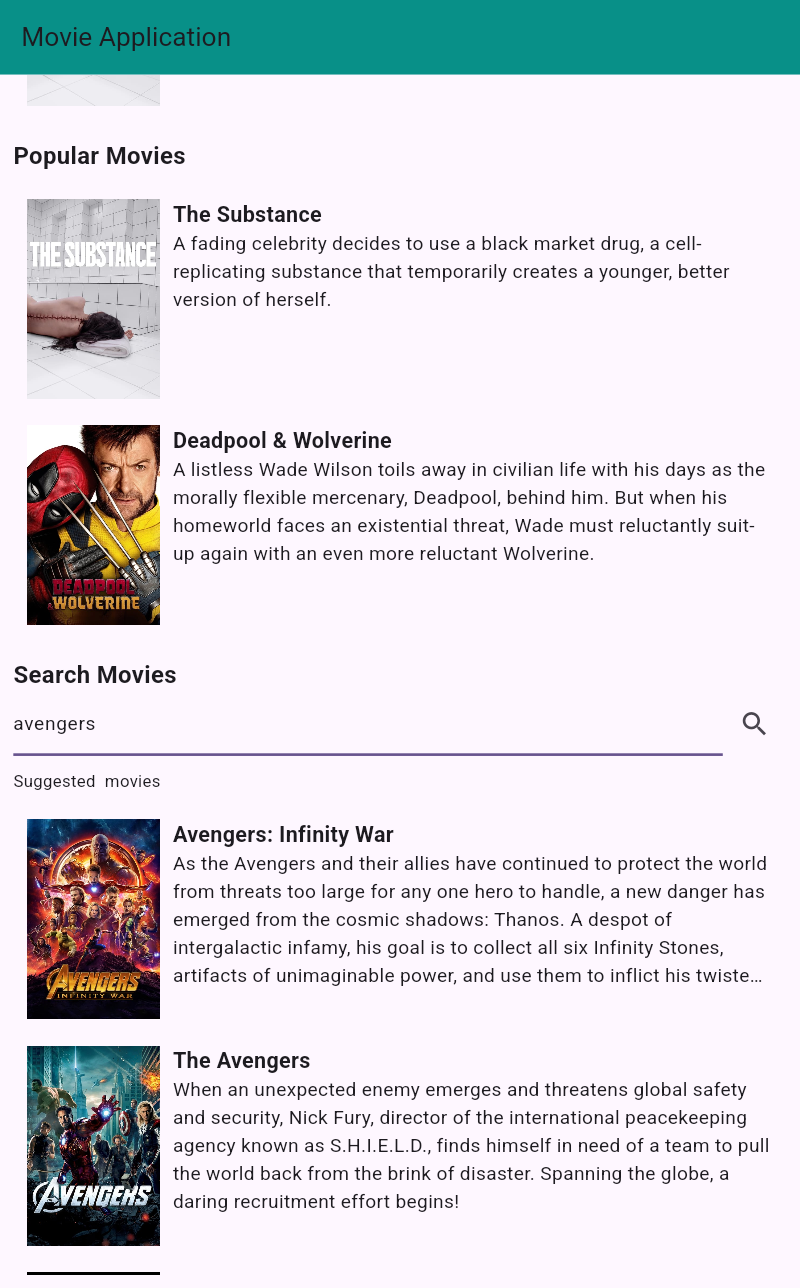 Movie Application
Popular Movies
THE SUBSTANCE
The Substance
A fading celebrity decides to use a black market drug, a cell-
replicating substance that temporarily creates a younger, better
version of herself.
DEADPOOL
& WOLVERINE
Deadpool & Wolverine
A listless Wade Wilson toils away in civilian life with his days as the
morally flexible mercenary, Deadpool, behind him. But when his
homeworld faces an existential threat, Wade must reluctantly suit-
up again with an even more reluctant Wolverine.
Search Movies
avengers
Suggested  movies
AVENGERS
INFINITY WAR
Avengers: Infinity War
As the Avengers and their allies have continued to protect the world
from threats too large for any one hero to handle, a new danger has
emerged from the cosmic shadows: Thanos. A despot of
intergalactic infamy, his goal is to collect all six Infinity Stones,
artifacts of unimaginable power, and use them to inflict his twiste…
AVENGERS
The Avengers
When an unexpected enemy emerges and threatens global safety
and security, Nick Fury, director of the international peacekeeping
agency known as S.H.I.E.L.D., finds himself in need of a team to pull
the world back from the brink of disaster. Spanning the globe, a
daring recruitment effort begins!